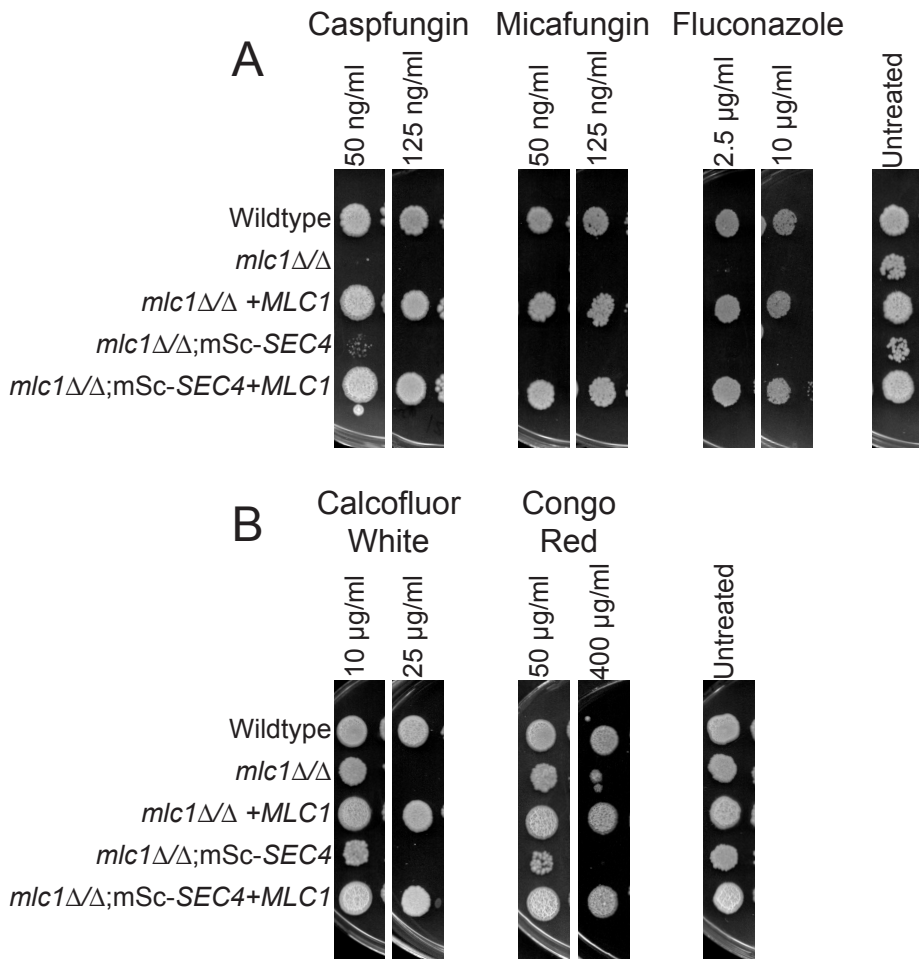 A
Caspfungin Micafungin Fluconazole
50 ng/ml 125 ng/ml 50 ng/ml 125 ng/ml 2.5 µg/ml 10 µg/ml Untreated
Wildtype
mlc1Δ/Δ
mlc1Δ/Δ +MLC1
mlc1Δ/Δ;mSc-SEC4
mlc1Δ/Δ;mSc-SEC4+MLC1
B
Calcofluor White
Congo Red
10 µg/ml 25 µg/ml 50 µg/ml 400 µg/ml Untreated
Wildtype
mlc1Δ/Δ
mlc1Δ/Δ +MLC1
mlc1Δ/Δ;mSc-SEC4
mlc1Δ/Δ;mSc-SEC4+MLC1